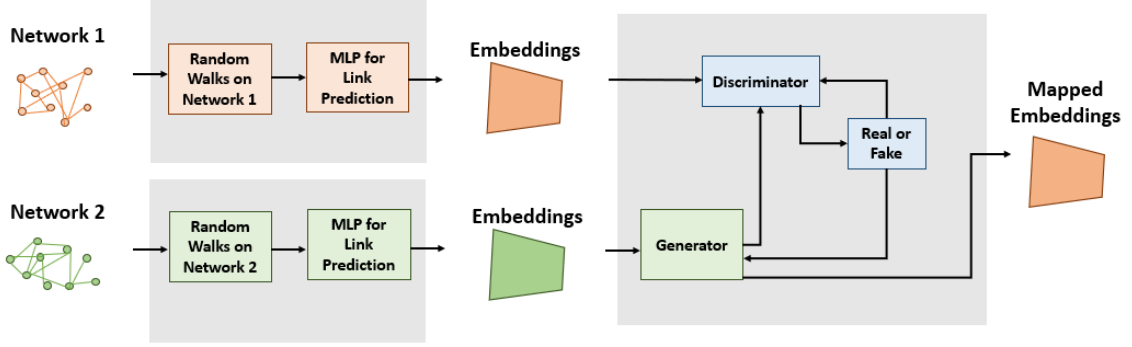 Network 1
Random
Walks on
Network 1
MLP for
Link
Prediction
Embeddings
Discriminator
Real or
Fake
Mapped
Embeddings
Network 2
Random
Walks on
Network 2
MLP for
Link
Prediction
Embeddings
Generator